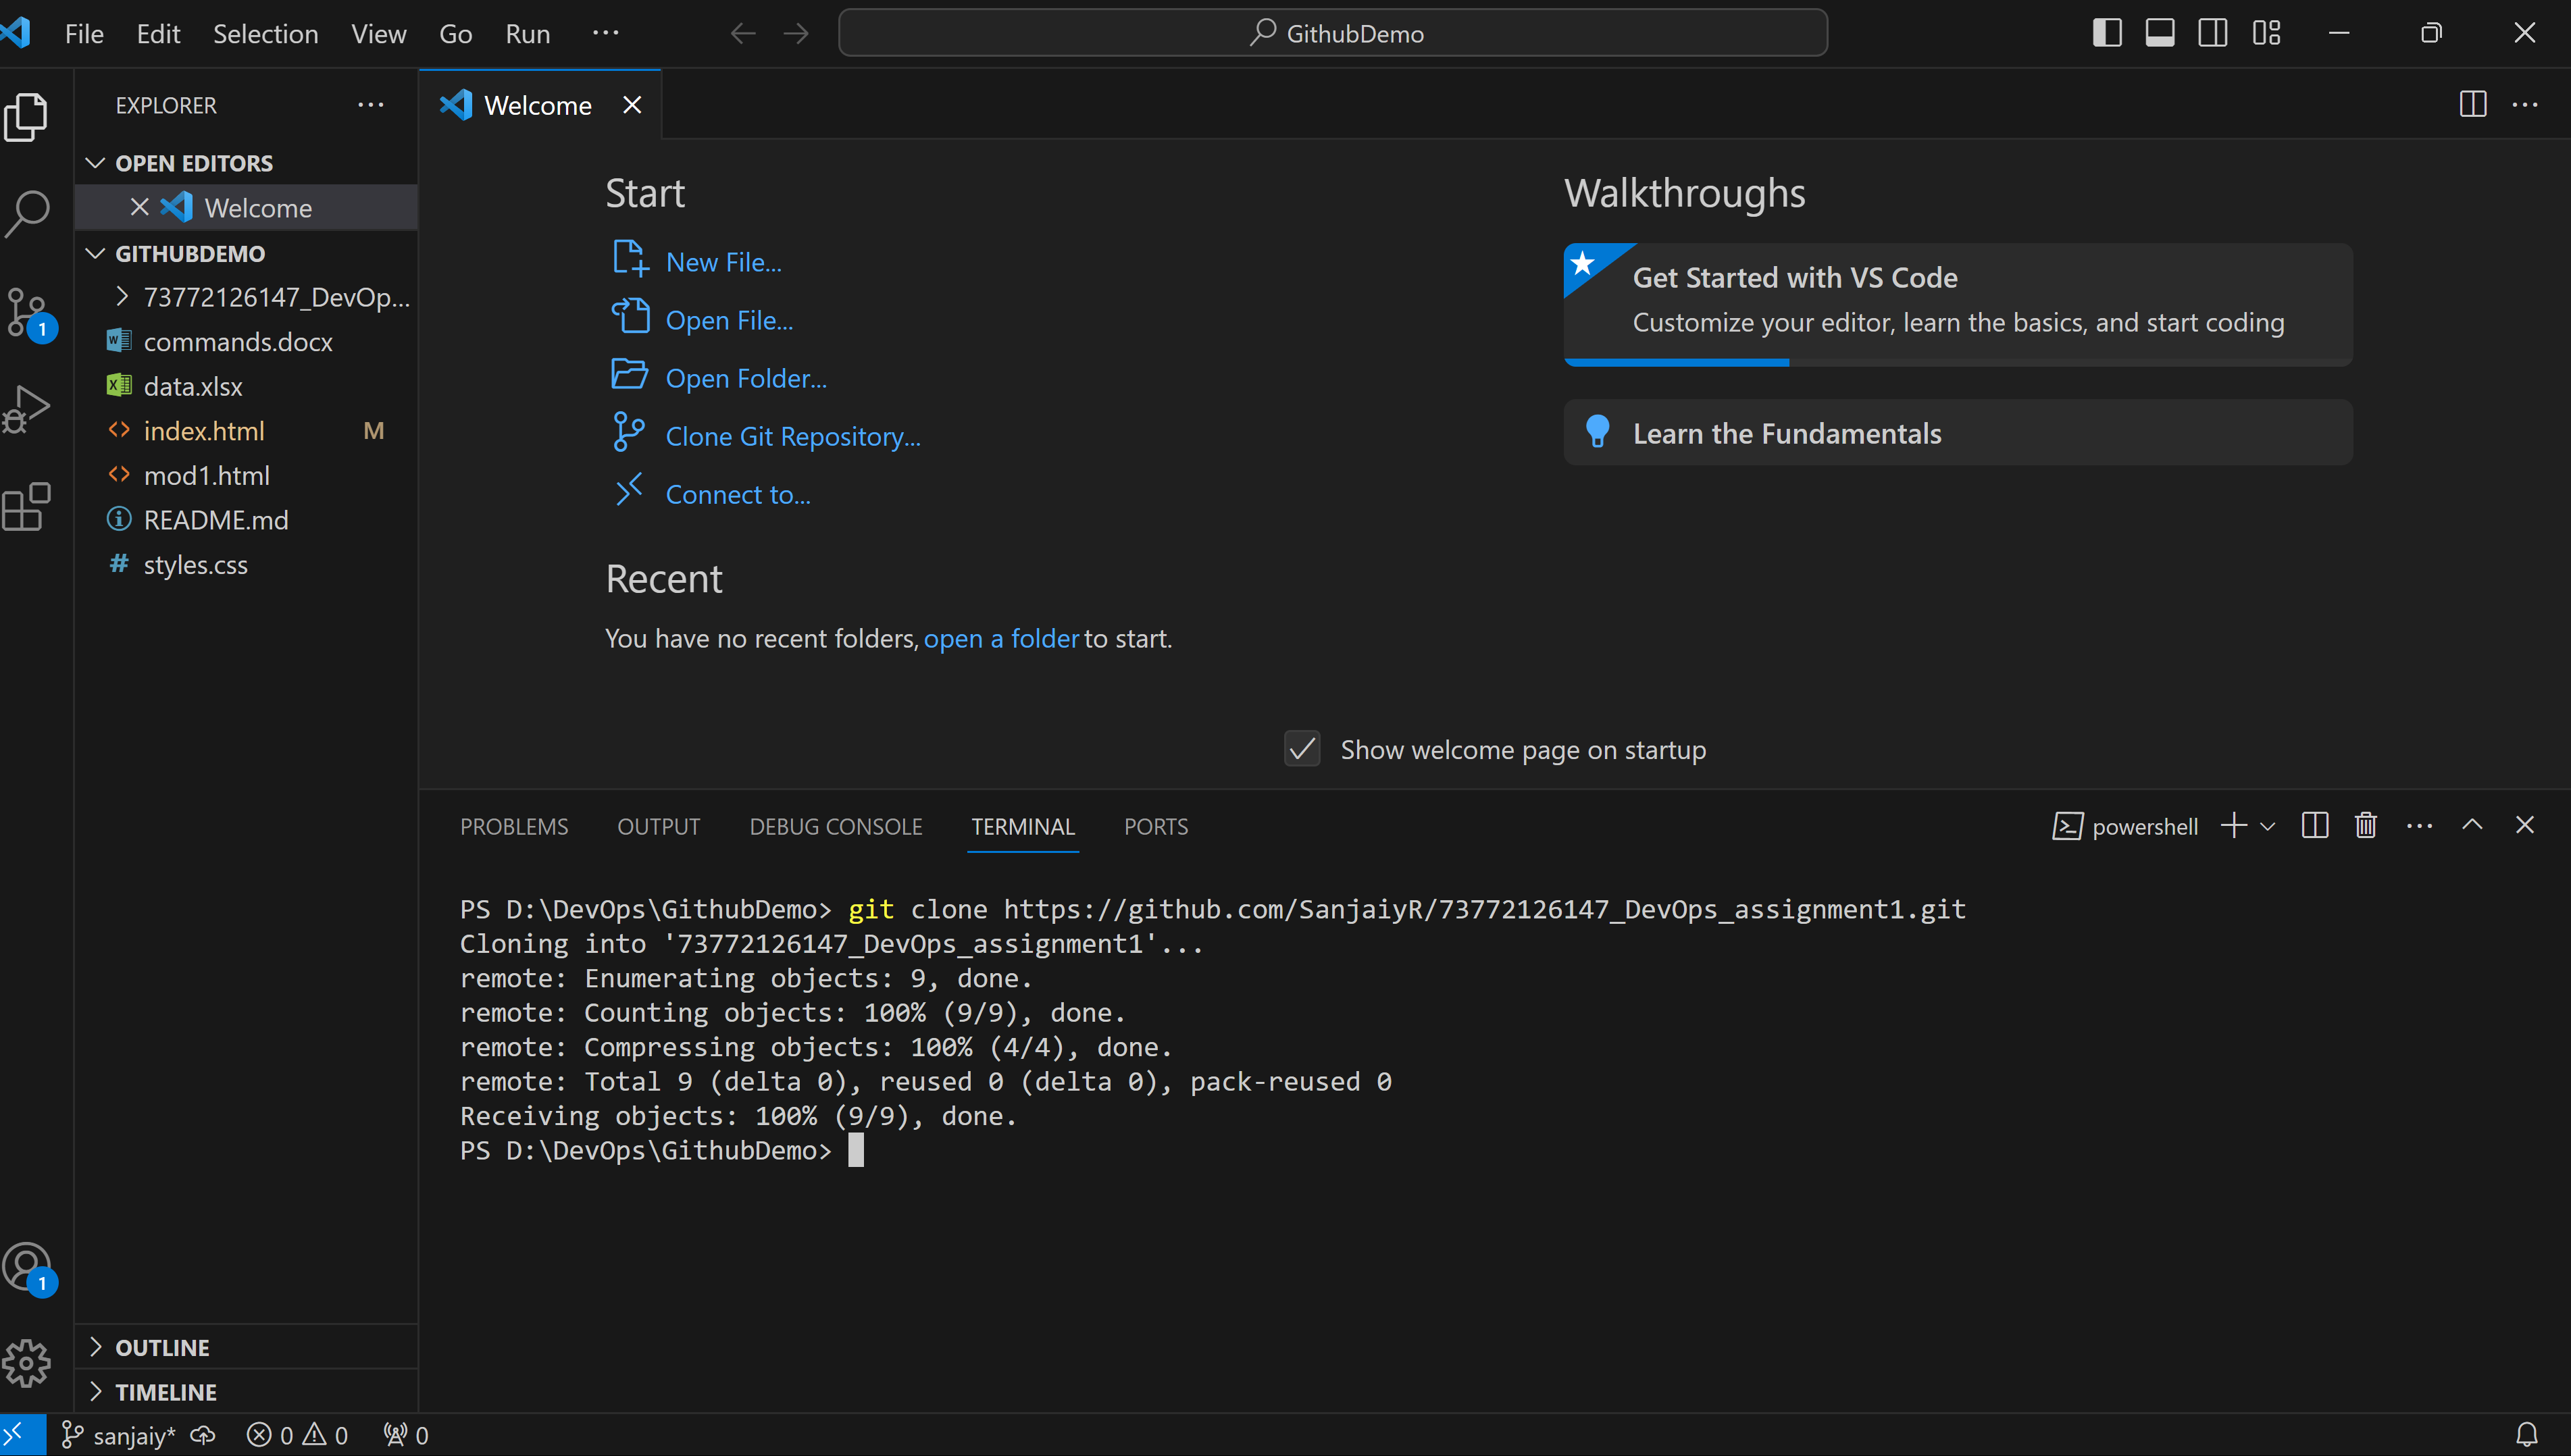 File Edit Selection View Go Run ···
GithubDemo
EXPLORER
OPEN EDITORS
Welcome
GITHUBDEMO
73772126147_DevOp...
commands.docx
data.xlsx
index.html M
mod1.html
README.md
styles.css
OUTLINE
TIMELINE
1
1
Welcome
Start
New File...
Open File...
Open Folder...
Clone Git Repository...
Connect to...
Recent
You have no recent folders, open a folder to start.
Walkthroughs
Get Started with VS Code
Customize your editor, learn the basics, and start coding
Learn the Fundamentals
Show welcome page on startup
PROBLEMS OUTPUT DEBUG CONSOLE TERMINAL PORTS
powershell
PS D:\DevOps\GithubDemo> git clone https://github.com/SanjaiyR/73772126147_DevOps_assignment1.git
Cloning into '73772126147_DevOps_assignment1'...
remote: Enumerating objects: 9, done.
remote: Counting objects: 100% (9/9), done.
remote: Compressing objects: 100% (4/4), done.
remote: Total 9 (delta 0), reused 0 (delta 0), pack-reused 0
Receiving objects: 100% (9/9), done.
PS D:\DevOps\GithubDemo>
sanjaiy* 0 0 0